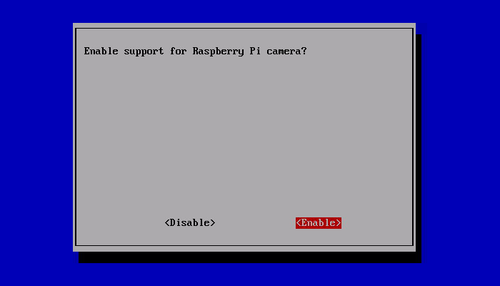 Enable support for Raspberry Pi camera?
<Disable> <Enable>